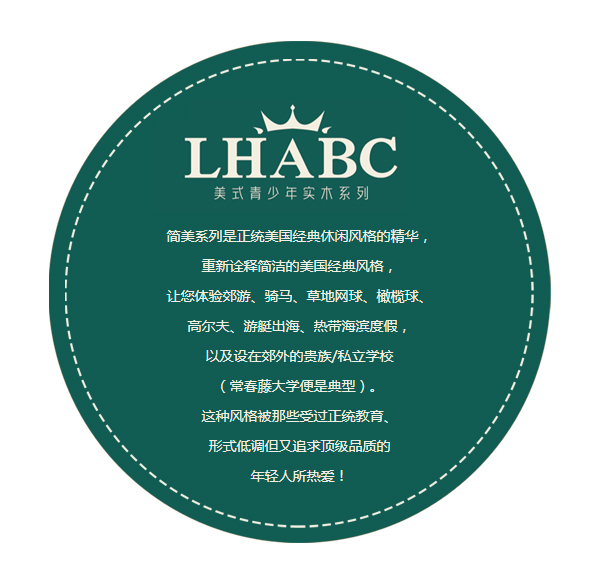 LHABC
美式青少年实木系列
简美系列是正统美国经典休闲风格的精华，
重新诠释简洁的美国经典风格，
让您体验郊游、骑马、草地网球、橄榄球、
高尔夫、游艇出海、热带海滨度假，
以及设在郊外的贵族/私立学校
（常春藤大学便是典型）。
这种风格被那些受过正统教育、
形式低调但又追求顶级品质的
年轻人所热爱！